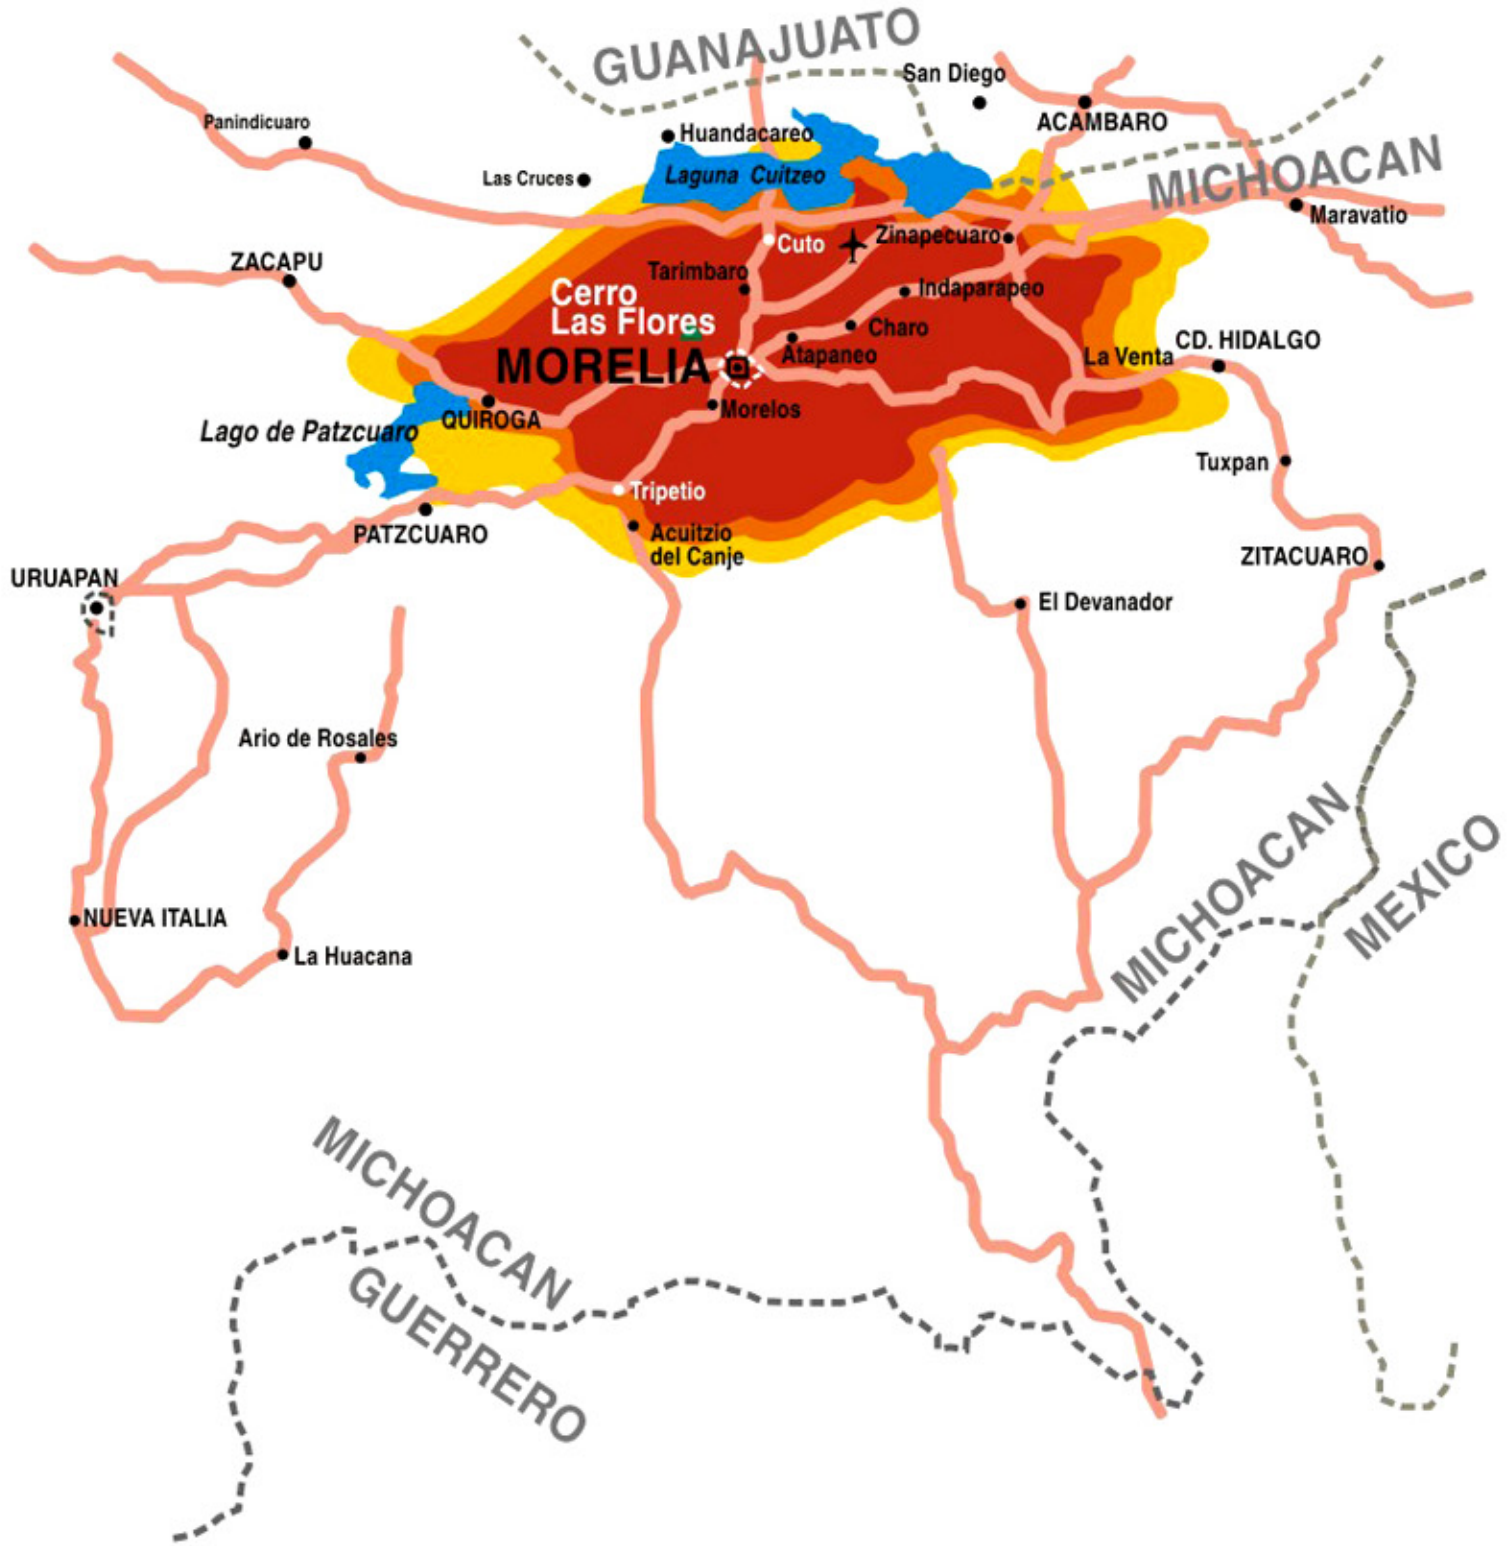 GUANAJUATO
San Diego
Panindicuaro
Huandacareo
ACAMBARO
Las Cruces
Laguna Cuitzeo
MICHOACAN
Maravatio
Cuto
Zinapecuaro
ZACAPU
Tarimbaro
Indaparapeo
Cerro
Las Flores
Charo
MORELIA
Atapaneo
La Venta
CD. HIDALGO
QUIROGA
Morelos
Lago de Patzcuaro
Tuxpan
Tripetio
PATZCUARO
Acuitzio
del Canje
ZITACUARO
URUAPAN
El Devanador
Ario de Rosales
MICHOACAN
MEXICO
NUEVA ITALIA
La Huacana
MICHOACAN
GUERRERO